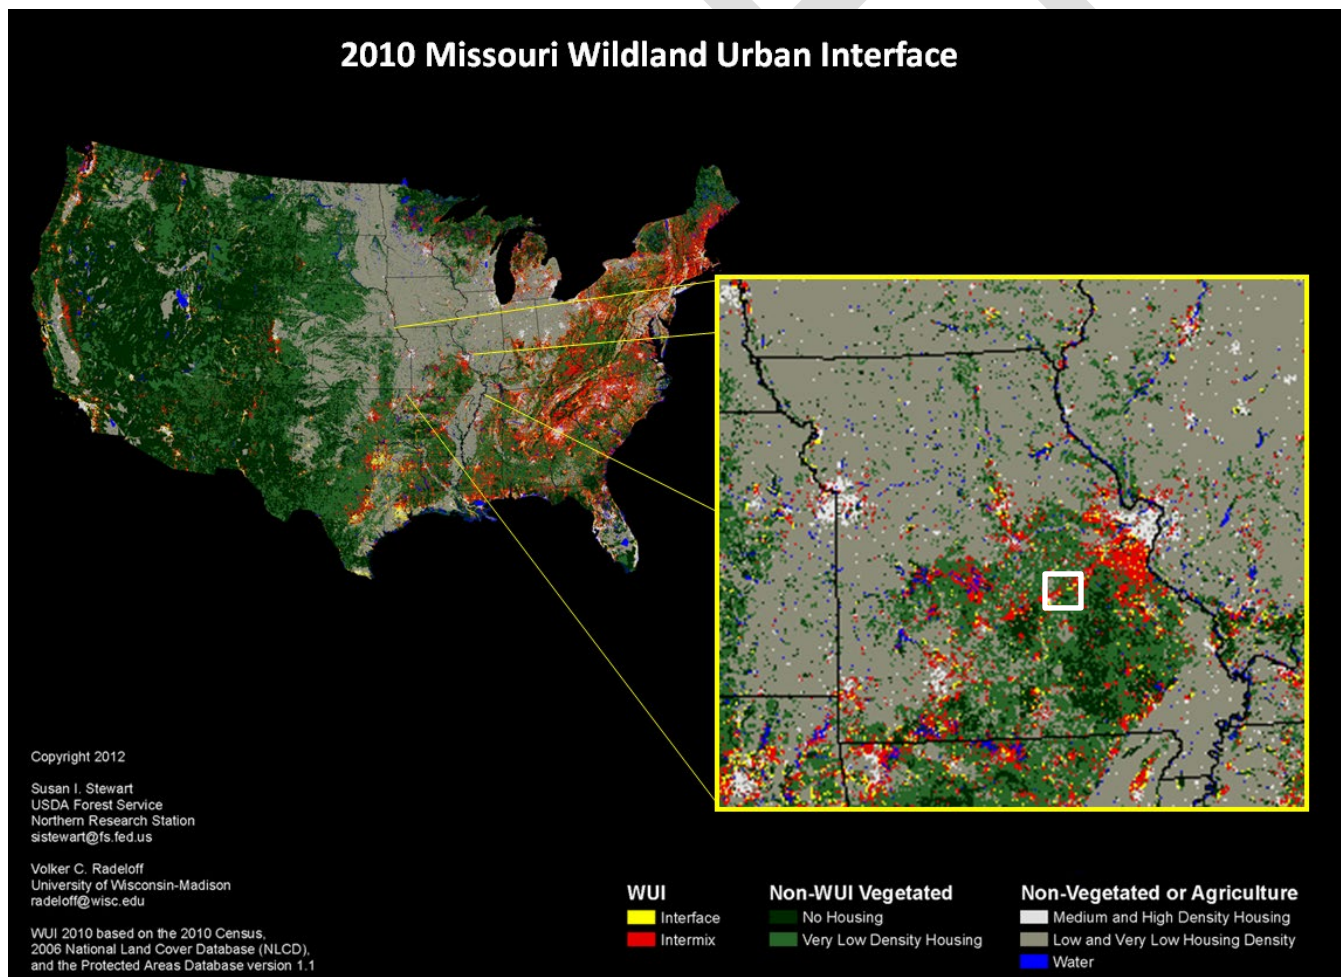 2010 Missouri Wildland Urban Interface
Copyright 2012
Susan I. Stewart
USDA Forest Service
Northern Research Station
sistewart@fs.fed.us
Volker C. Radeloff
University of Wisconsin-Madison
radeloff@wisc.edu
WUI 2010 based on the 2010 Census,
2006 National Land Cover Database (NLCD),
and the Protected Areas Database version 1.1
WUI
Interface
Intermix
Non-WUI Vegetated
No Housing
Very Low Density Housing
Non-Vegetated or Agriculture
Medium and High Density Housing
Low and Very Low Housing Density
Water